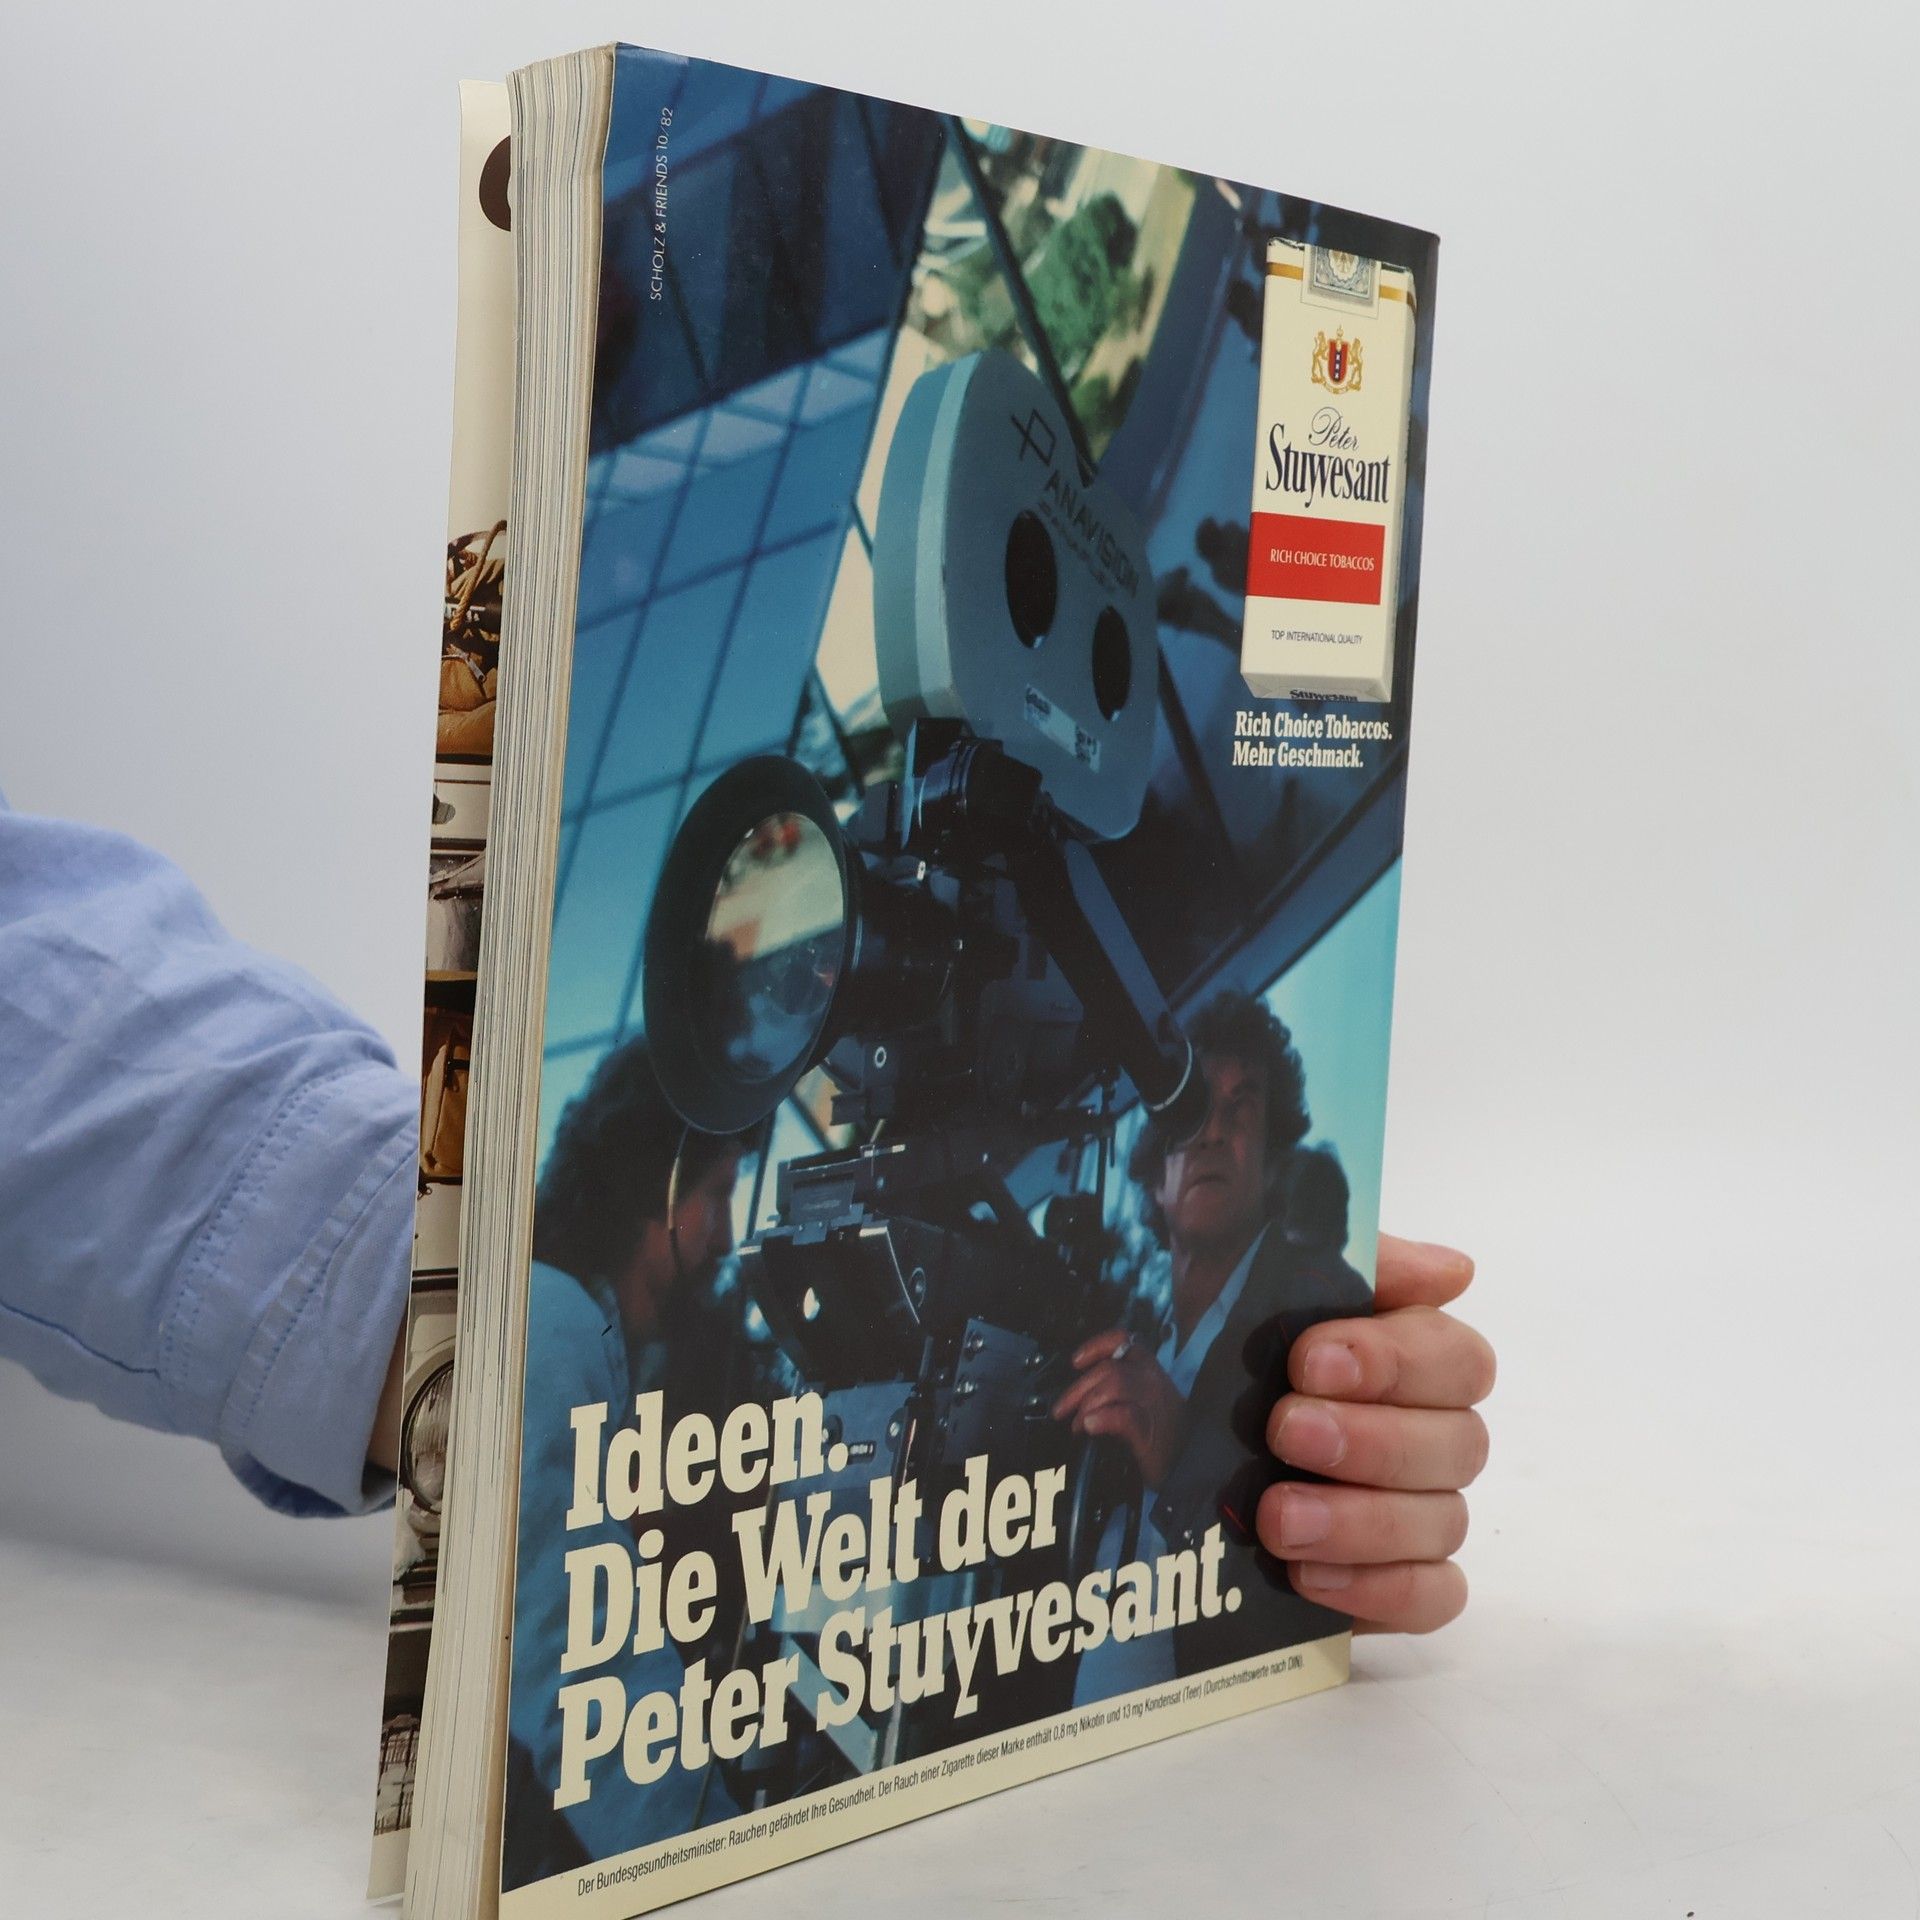 SCHOLZ & FRIENDS 10/82
PANAVISION
Peter
Stuyvesant
RICH CHOICE TOBACCOS
TOP INTERNATIONAL QUALITY
Stuyvesant
Rich Choice Tobaccos.
Mehr Geschmack.
Ideen.
Die Welt der
Peter Stuyvesant.
Der Bundesgesundheitsminister: Rauchen gefährdet Ihre Gesundheit. Der Rauch einer Zigarette dieser Marke enthält 0,8 mg Nikotin und 13 mg Kondensat (Teer) (Durchschnittswerte nach DIN).